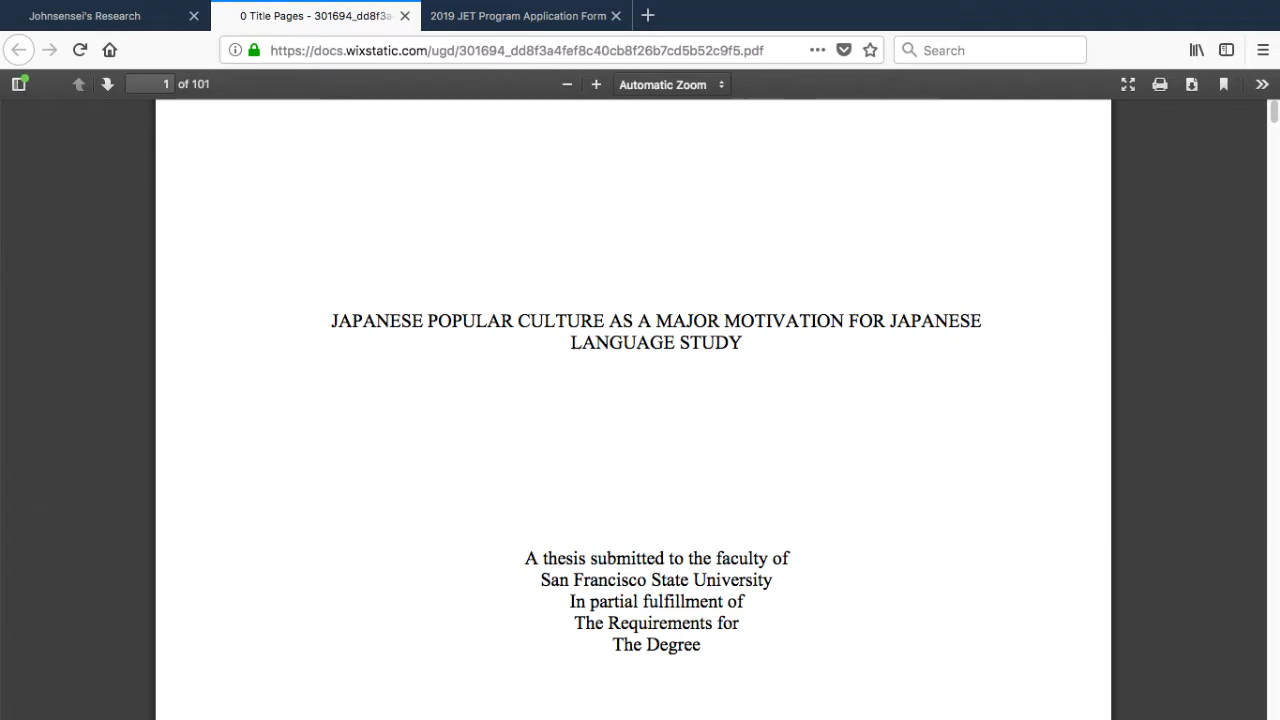 Johnsensei's Research
0 Title Pages - 301694_dd8f3a
2019 JET Program Application Form
https://docs.wixstatic.com/ugd/301694_dd8f3a4fef8c40cb8f26b7cd5b52c9f5.pdf
Search
1 of 101
Automatic Zoom
JAPANESE POPULAR CULTURE AS A MAJOR MOTIVATION FOR JAPANESE
LANGUAGE STUDY
A thesis submitted to the faculty of
San Francisco State University
In partial fulfillment of
The Requirements for
The Degree